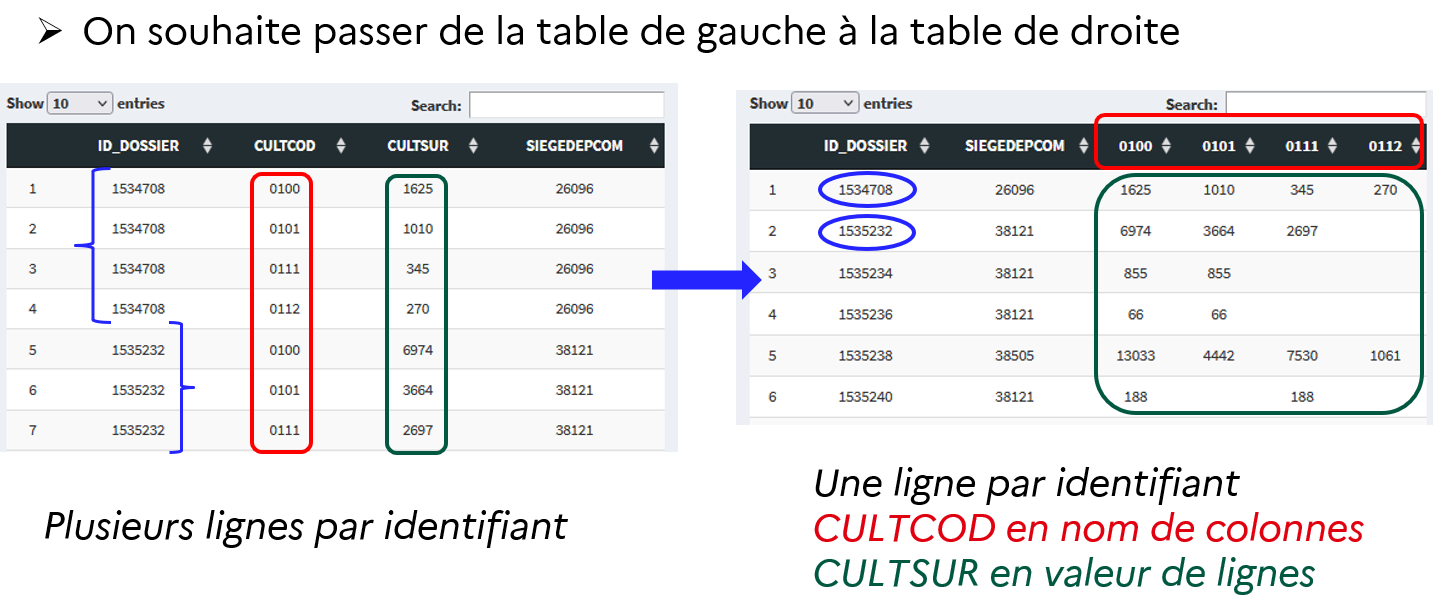 ➢ On souhaite passer de la table de gauche à la table de droite
Show 10 entries Search:
ID_DOSSIER CULTCOD CULTSUR SIEGEDEPCOM
1 1534708 0100 1625 26096
2 1534708 0101 1010 26096
3 1534708 0111 345 26096
4 1534708 0112 270 26096
5 1535232 0100 6974 38121
6 1535232 0101 3664 38121
7 1535232 0111 2697 38121
Plusieurs lignes par identifiant
Show 10 entries Search:
ID_DOSSIER SIEGEDEPCOM 0100 0101 0111 0112
1 1534708 26096 1625 1010 345 270
2 1535232 38121 6974 3664 2697
3 1535234 38121 855 855
4 1535236 38121 66 66
5 1535238 38505 13033 4442 7530 1061
6 1535240 38121 188 188
Une ligne par identifiant
CULTCOD en nom de colonnes
CULTSUR en valeur de lignes